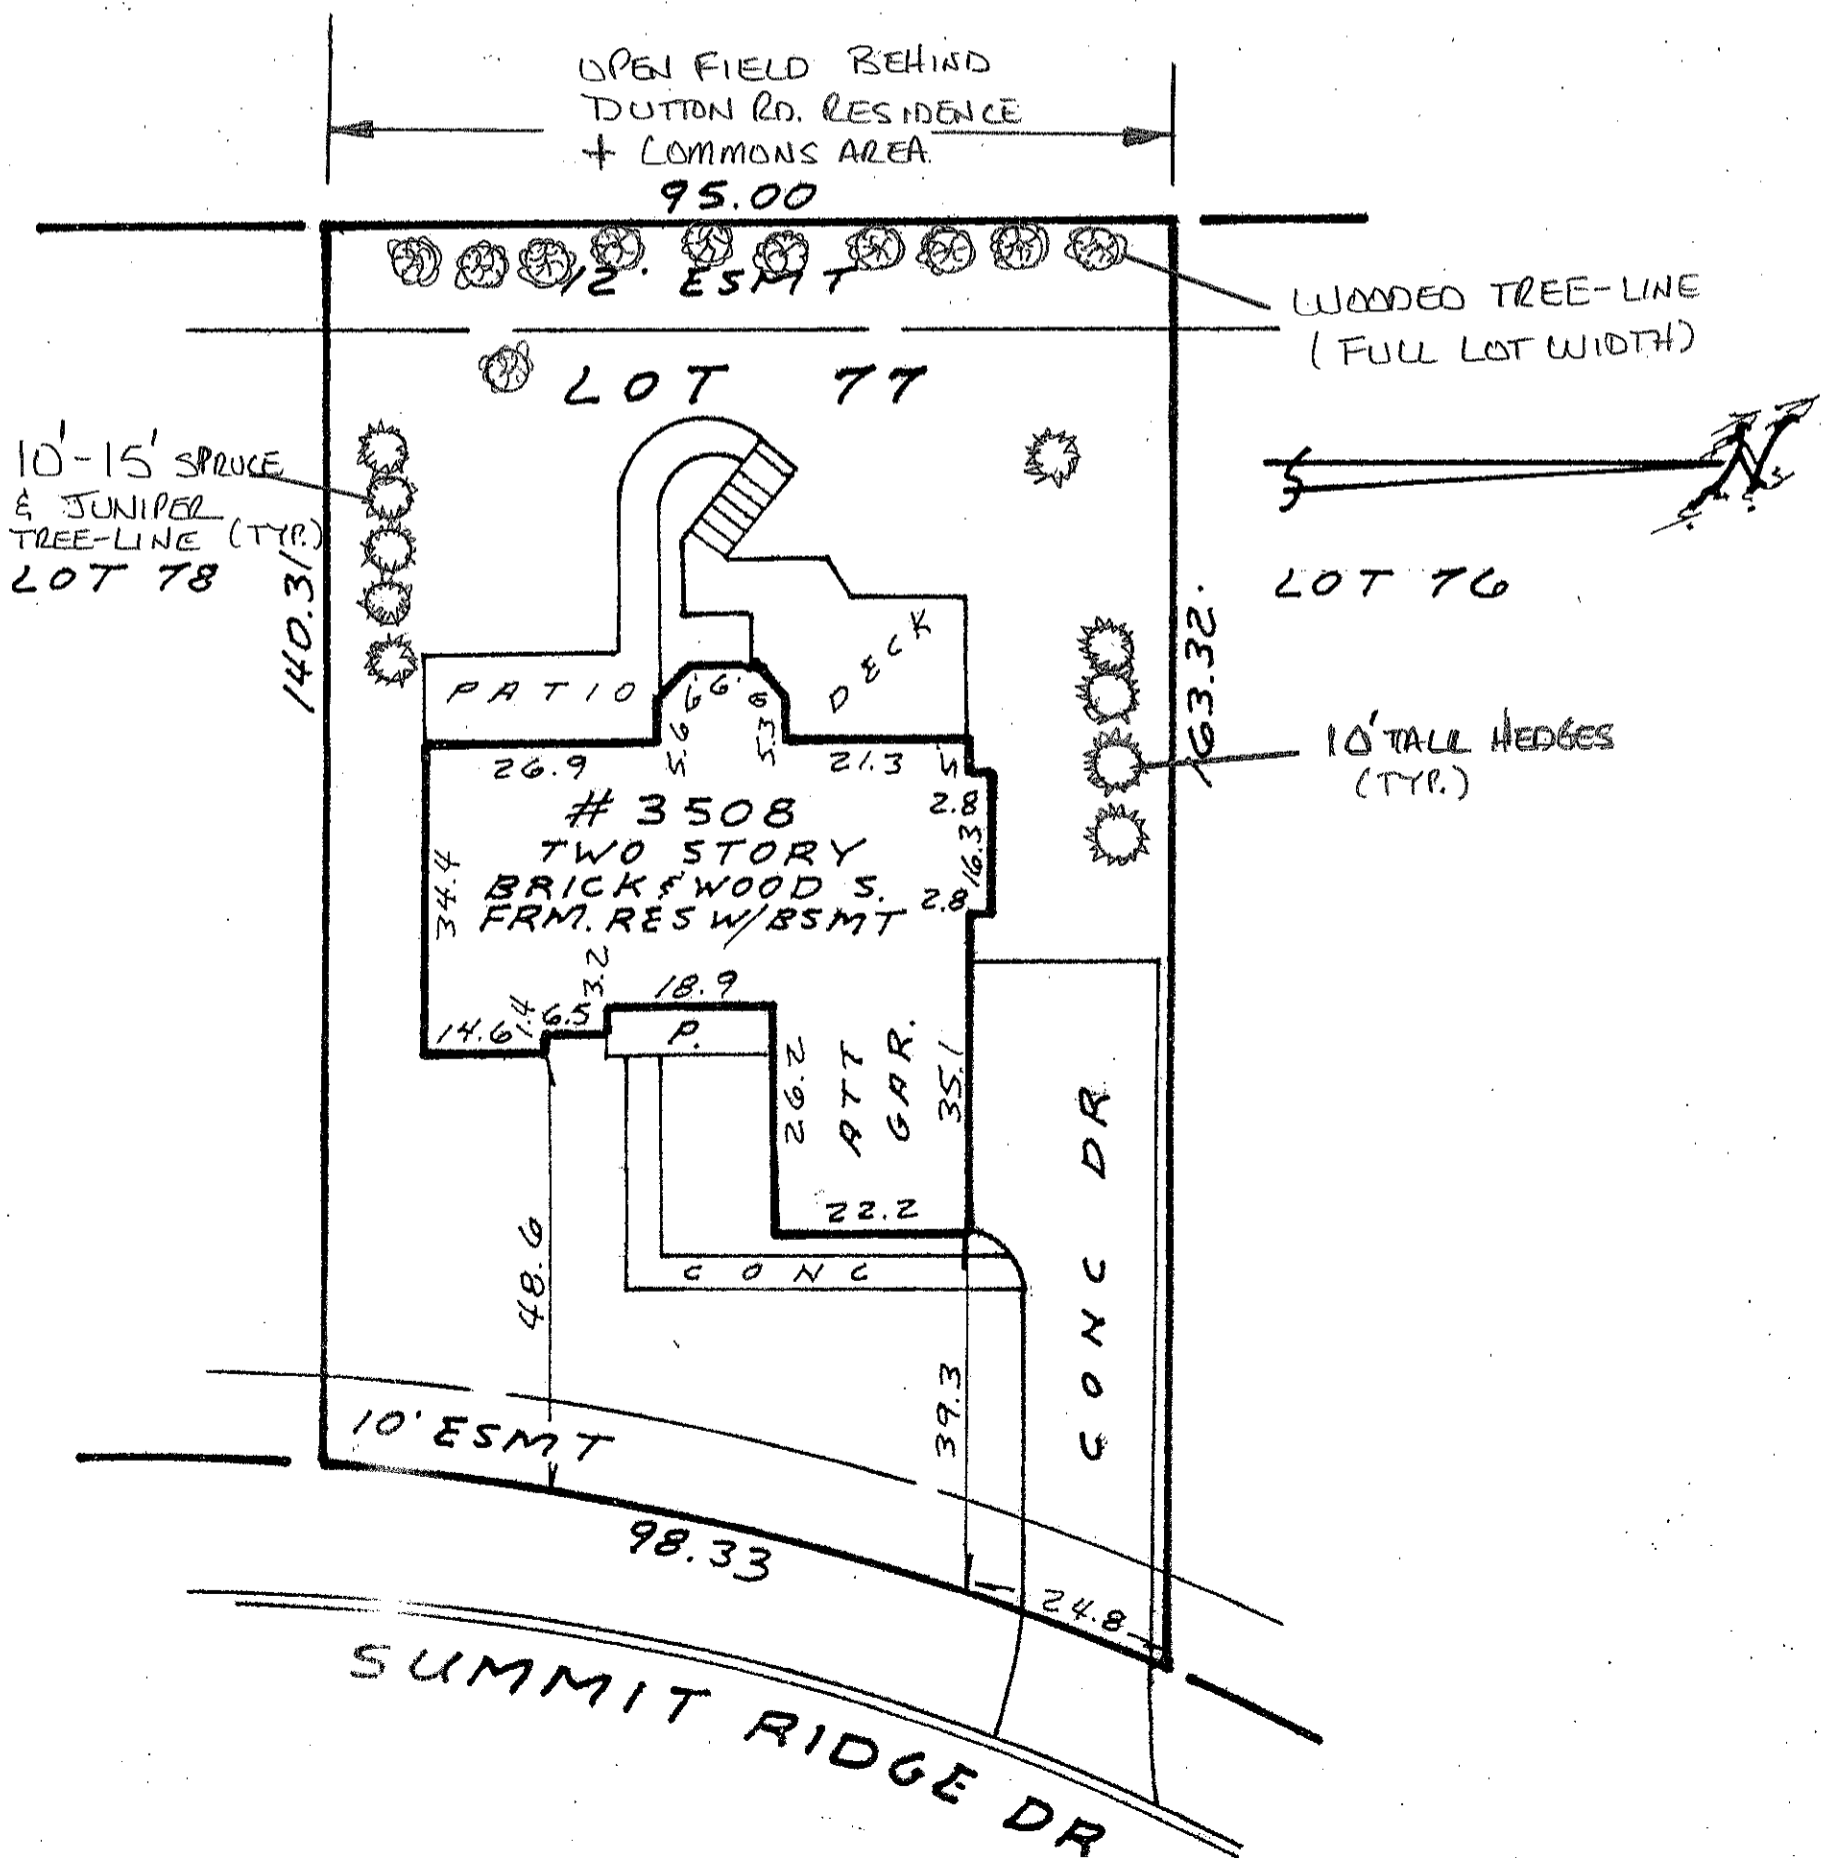 OPEN FIELD BEHIND
DUTTON RD. RESIDENCE
+ COMMONS AREA.
95.00
12' ESMT
WOODED TREE-LINE
(FULL LOT WIDTH)
LOT 77
10'-15' SPRUCE
& JUNIPER
TREE-LINE (TYP.)
LOT 78
140.31
N
LOT 76
163.32
10' TALL HEDGES
(TYP.)
PATIO
DECK
6'
6'
6
5.6
5.3
26.9
21.3
.5
2.8
16.3
2.8
# 3508
TWO STORY
BRICK & WOOD S.
FRM. RES W/BSMT
34.4
3.2
18.9
14.6
1.4
6.5
P.
26.2
ATT
GAR.
35.1
22.2
CONC
CONC DR
48.6
39.3
10' ESMT
98.33
24.8
SUMMIT RIDGE DR